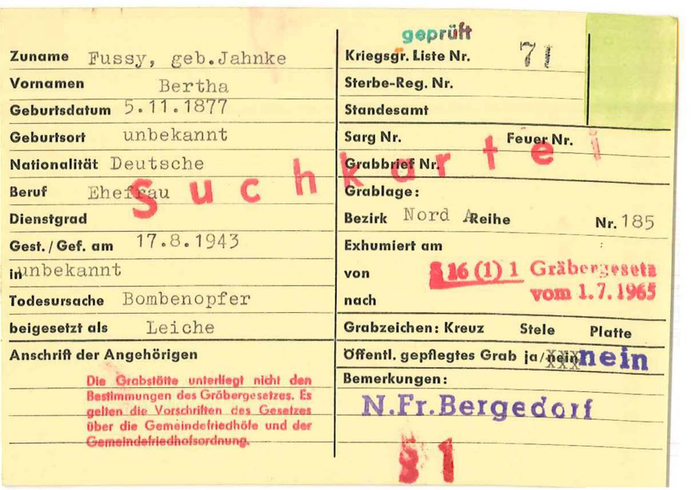 Zuname Fussy, geb.Jahnke
Vornamen Bertha
Geburtsdatum 5.11.1877
Geburtsort unbekannt
Nationalität Deutsche
Beruf Ehefrau
Dienstgrad
Gest./Gef. am 17.8.1943
in unbekannt
Todesursache Bombenopfer
beigesetzt als Leiche
Anschrift der Angehörigen
Die Grabstätte unterliegt nicht den
Bestimmungen des Gräbergesetzes. Es
gelten die Vorschriften des Gesetzes
über die Gemeindefriedhöfe und der
Gemeindefriedhofsordnung.
Suchkartei
geprüft
Kriegsgr. Liste Nr. 71
Sterbe-Reg. Nr.
Standesamt
Sarg Nr. Feuer Nr.
Grabbrief Nr.
Grablage:
Bezirk Nord A Reihe Nr. 185
Exhumiert am
von
§ 16 (1) 1 Gräbergesetz
vom 1.7.1965
nach
Grabzeichen: Kreuz Stele Platte
Öffentl. gepflegtes Grab ja/nein xxx nein
Bemerkungen:
N.Fr.Bergedorf
§ 1